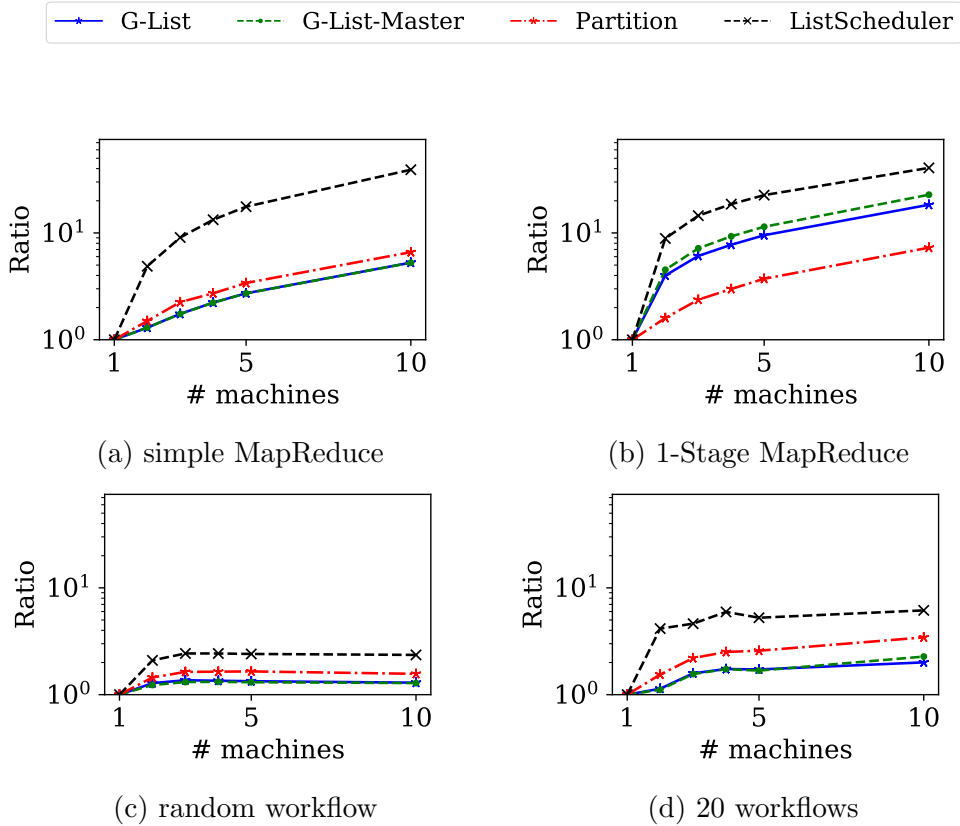 G-List G-List-Master Partition ListScheduler
Ratio
10^1
10^0
1 5 10
# machines
(a) simple MapReduce
Ratio
10^1
10^0
1 5 10
# machines
(b) 1-Stage MapReduce
Ratio
10^1
10^0
1 5 10
# machines
(c) random workflow
Ratio
10^1
10^0
1 5 10
# machines
(d) 20 workflows